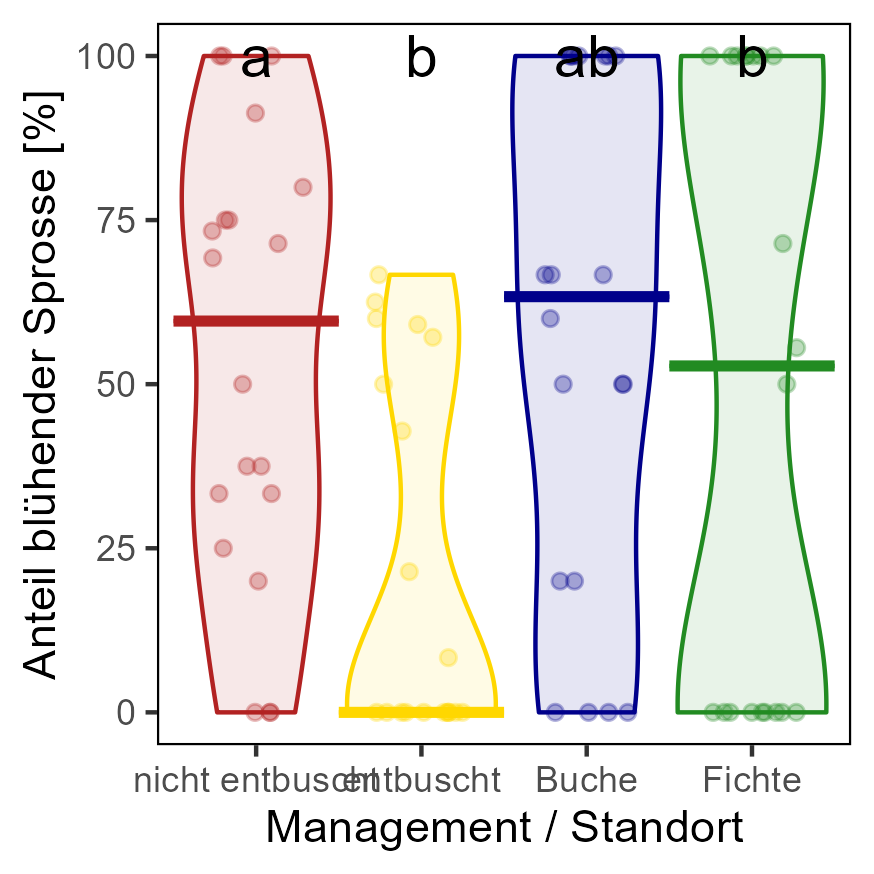 Anteil blühender Sprosse [%]
100
75
50
25
0
a
b
ab
b
nicht entbuscht
entbuscht
Buche
Fichte
Management / Standort